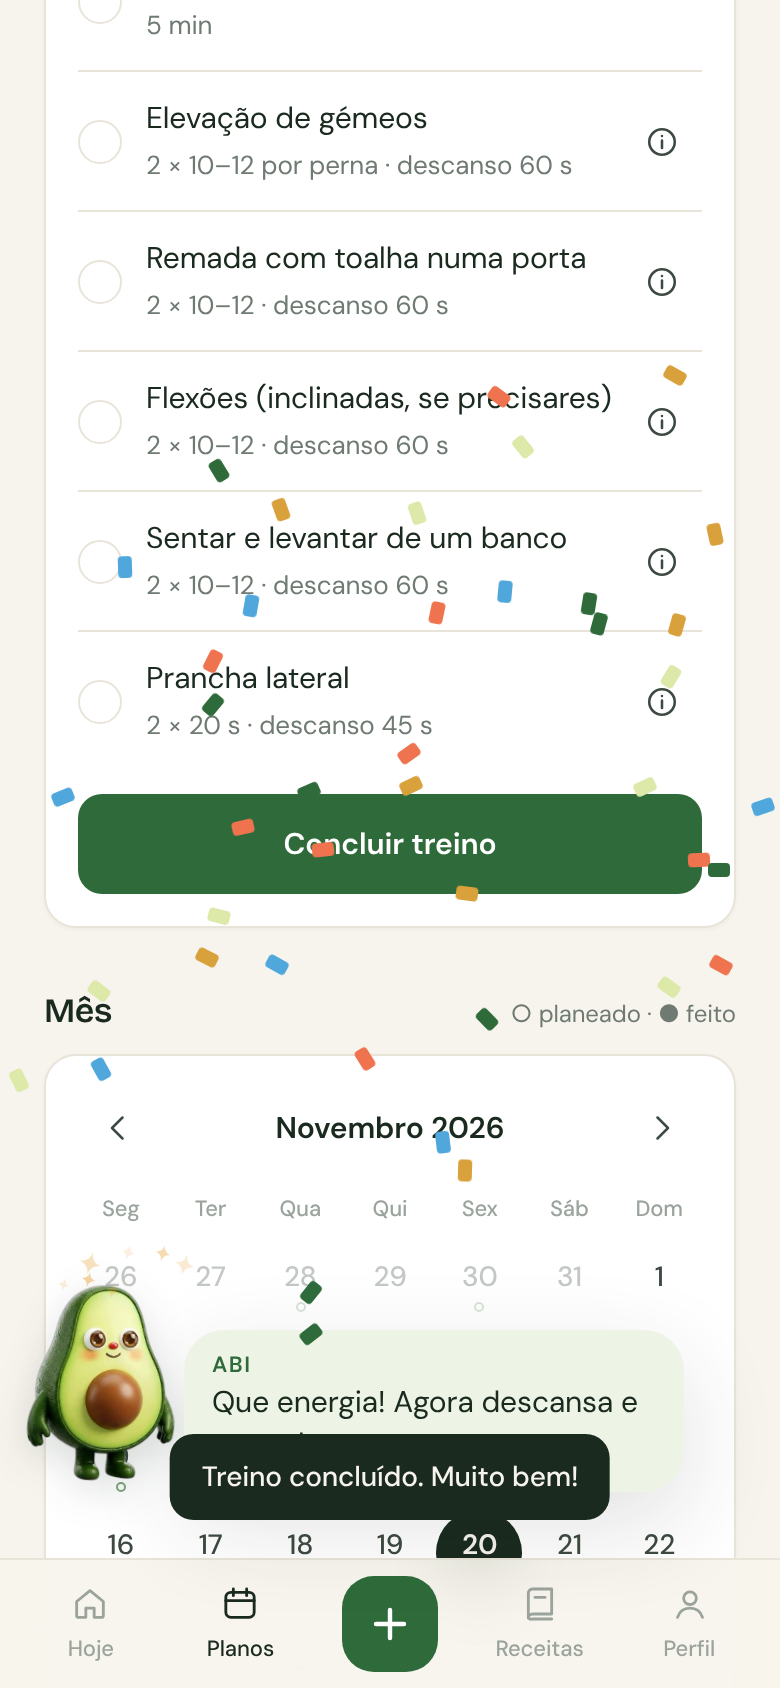 5 min
Elevação de gémeos
2 × 10–12 por perna · descanso 60 s
Remada com toalha numa porta
2 × 10–12 · descanso 60 s
Flexões (inclinadas, se precisares)
2 × 10–12 · descanso 60 s
Sentar e levantar de um banco
2 × 10–12 · descanso 60 s
Prancha lateral
2 × 20 s · descanso 45 s
Concluir treino
Mês
planeado · feito
Novembro 2026
Seg Ter Qua Qui Sex Sáb Dom
26 27 28 29 30 31 1
ABI
Que energia! Agora descansa e
Treino concluído. Muito bem!
16 17 18 19 20 21 22
Hoje Planos Receitas Perfil